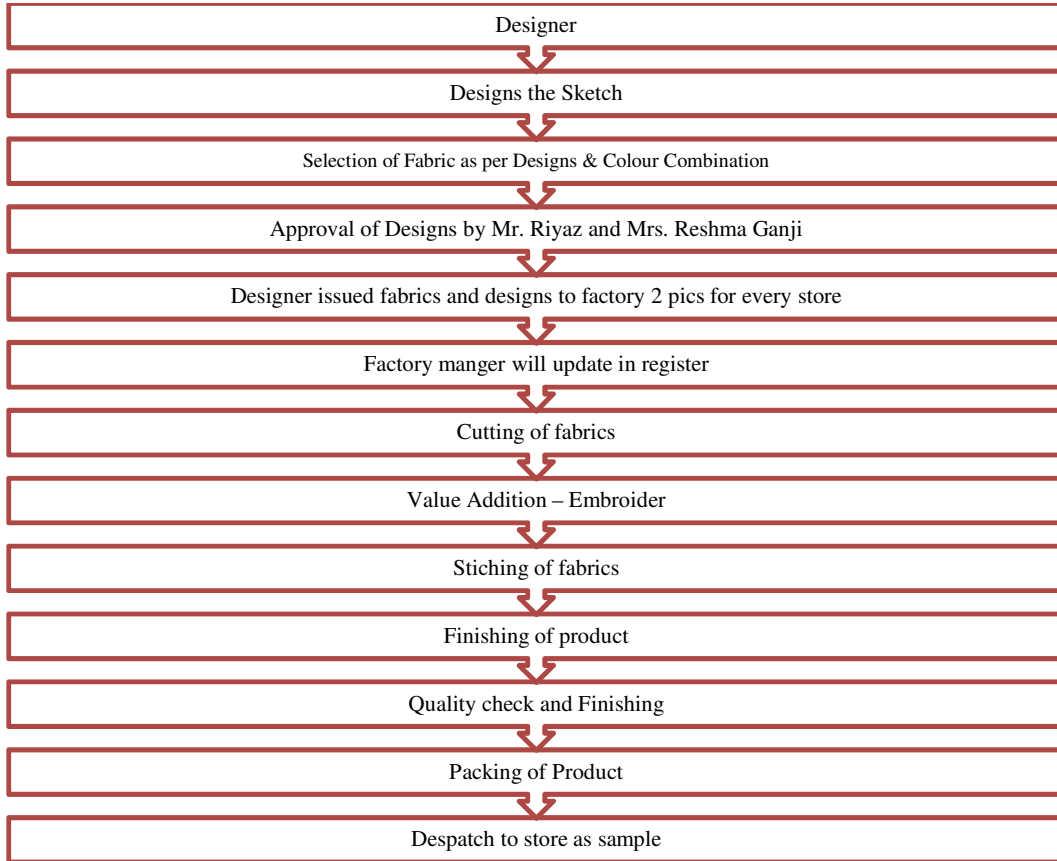 Designer
Designs the Sketch
Selection of Fabric as per Designs & Colour Combination
Approval of Designs by Mr. Riyaz and Mrs. Reshma Ganji
Designer issued fabrics and designs to factory 2 pics for every store
Factory manger will update in register
Cutting of fabrics
Value Addition – Embroider
Stiching of fabrics
Finishing of product
Quality check and Finishing
Packing of Product
Despatch to store as sample